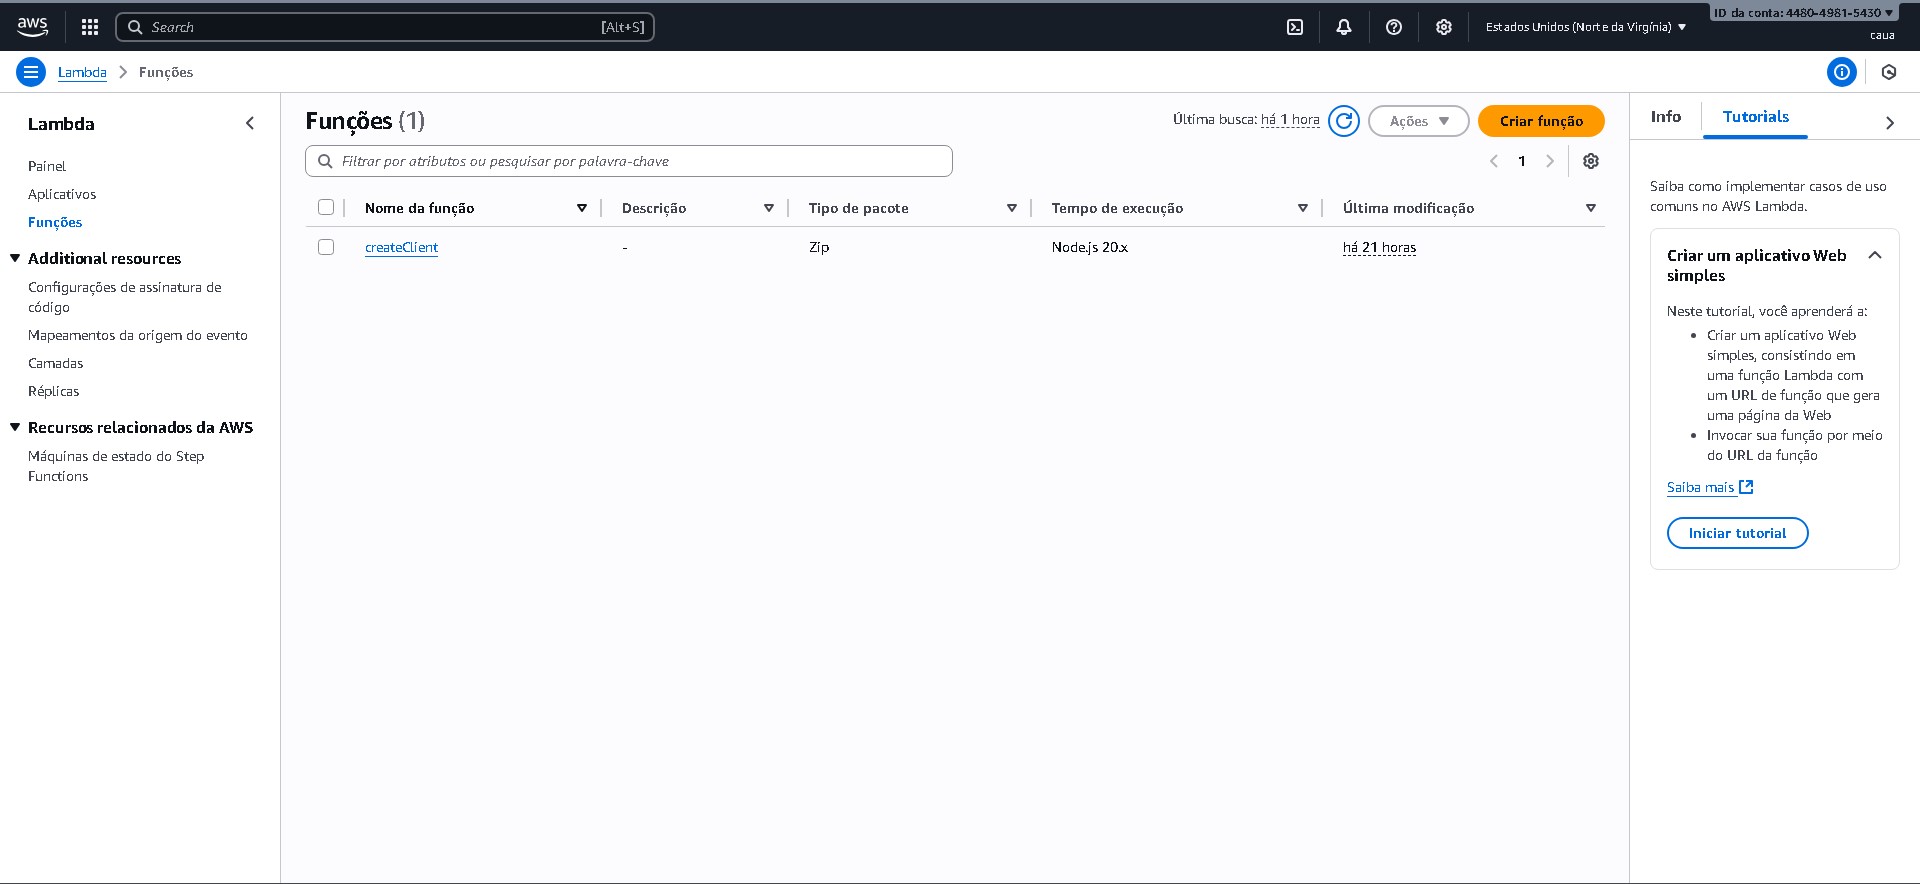 aws
Search [Alt+S]
Estados Unidos (Norte da Virgínia)
ID da conta: 4480-4981-5430
caua
Lambda
Funções
Lambda
Painel
Aplicativos
Funções
Additional resources
Configurações de assinatura de
código
Mapeamentos da origem do evento
Camadas
Réplicas
Recursos relacionados da AWS
Máquinas de estado do Step
Functions
Funções (1)
Última busca: há 1 hora
Ações
Criar função
Filtrar por atributos ou pesquisar por palavra-chave
1
Nome da função Descrição Tipo de pacote Tempo de execução Última modificação
createClient - Zip Node.js 20.x há 21 horas
Info
Tutorials
Saiba como implementar casos de uso
comuns no AWS Lambda.
Criar um aplicativo Web
simples
Neste tutorial, você aprenderá a:
Criar um aplicativo Web
simples, consistindo em
uma função Lambda com
um URL de função que gera
uma página da Web
Invocar sua função por meio
do URL da função
Saiba mais
Iniciar tutorial